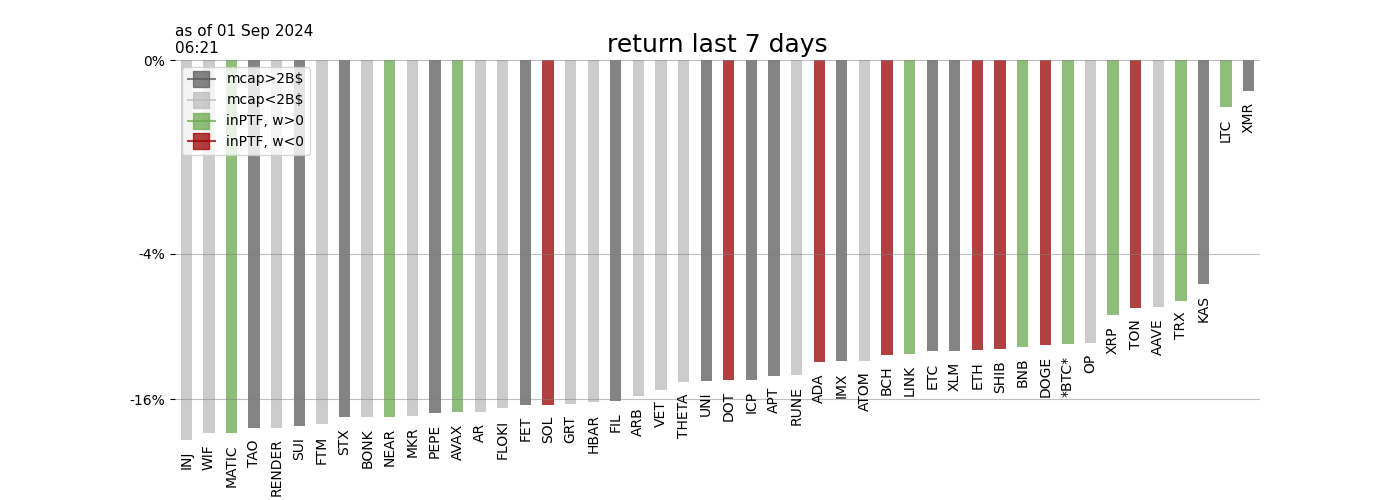 as of 01 Sep 2024
06:21
return last 7 days
0%
-4%
-16%
mcap>2B$
mcap<2B$
inPTF, w>0
inPTF, w<0
INJ
WIF
MATIC
TAO
RENDER
SUI
FTM
STX
BONK
NEAR
MKR
PEPE
AVAX
AR
FLOKI
FET
SOL
GRT
HBAR
FIL
ARB
VET
THETA
UNI
DOT
ICP
APT
RUNE
ADA
IMX
ATOM
BCH
LINK
ETC
XLM
ETH
SHIB
BNB
DOGE
*BTC*
OP
XRP
TON
AAVE
TRX
KAS
LTC
XMR